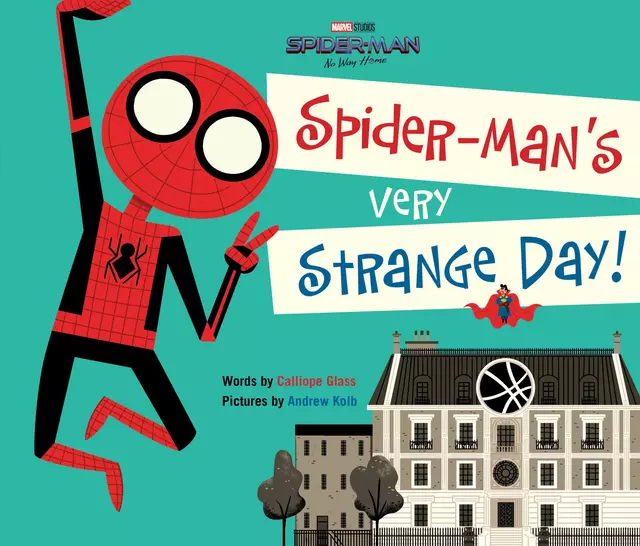 MARVEL STUDIOS
SPIDER-MAN
No Way Home
Spider-Man's
very
Strange Day!
Words by Calliope Glass
Pictures by Andrew Kolb